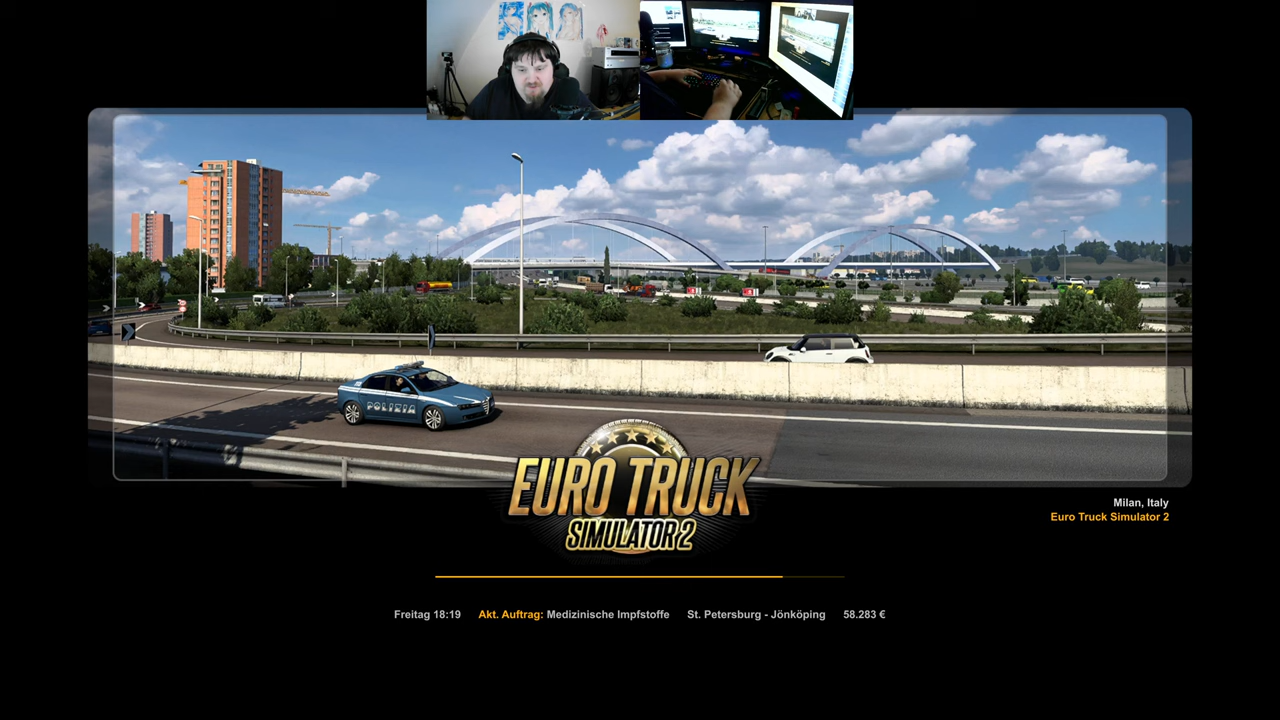 POLIZIA
EURO TRUCK
SIMULATOR 2
Milan, Italy
Euro Truck Simulator 2
Freitag 18:19 Akt. Auftrag: Medizinische Impfstoffe St. Petersburg - Jönköping 58.283 €